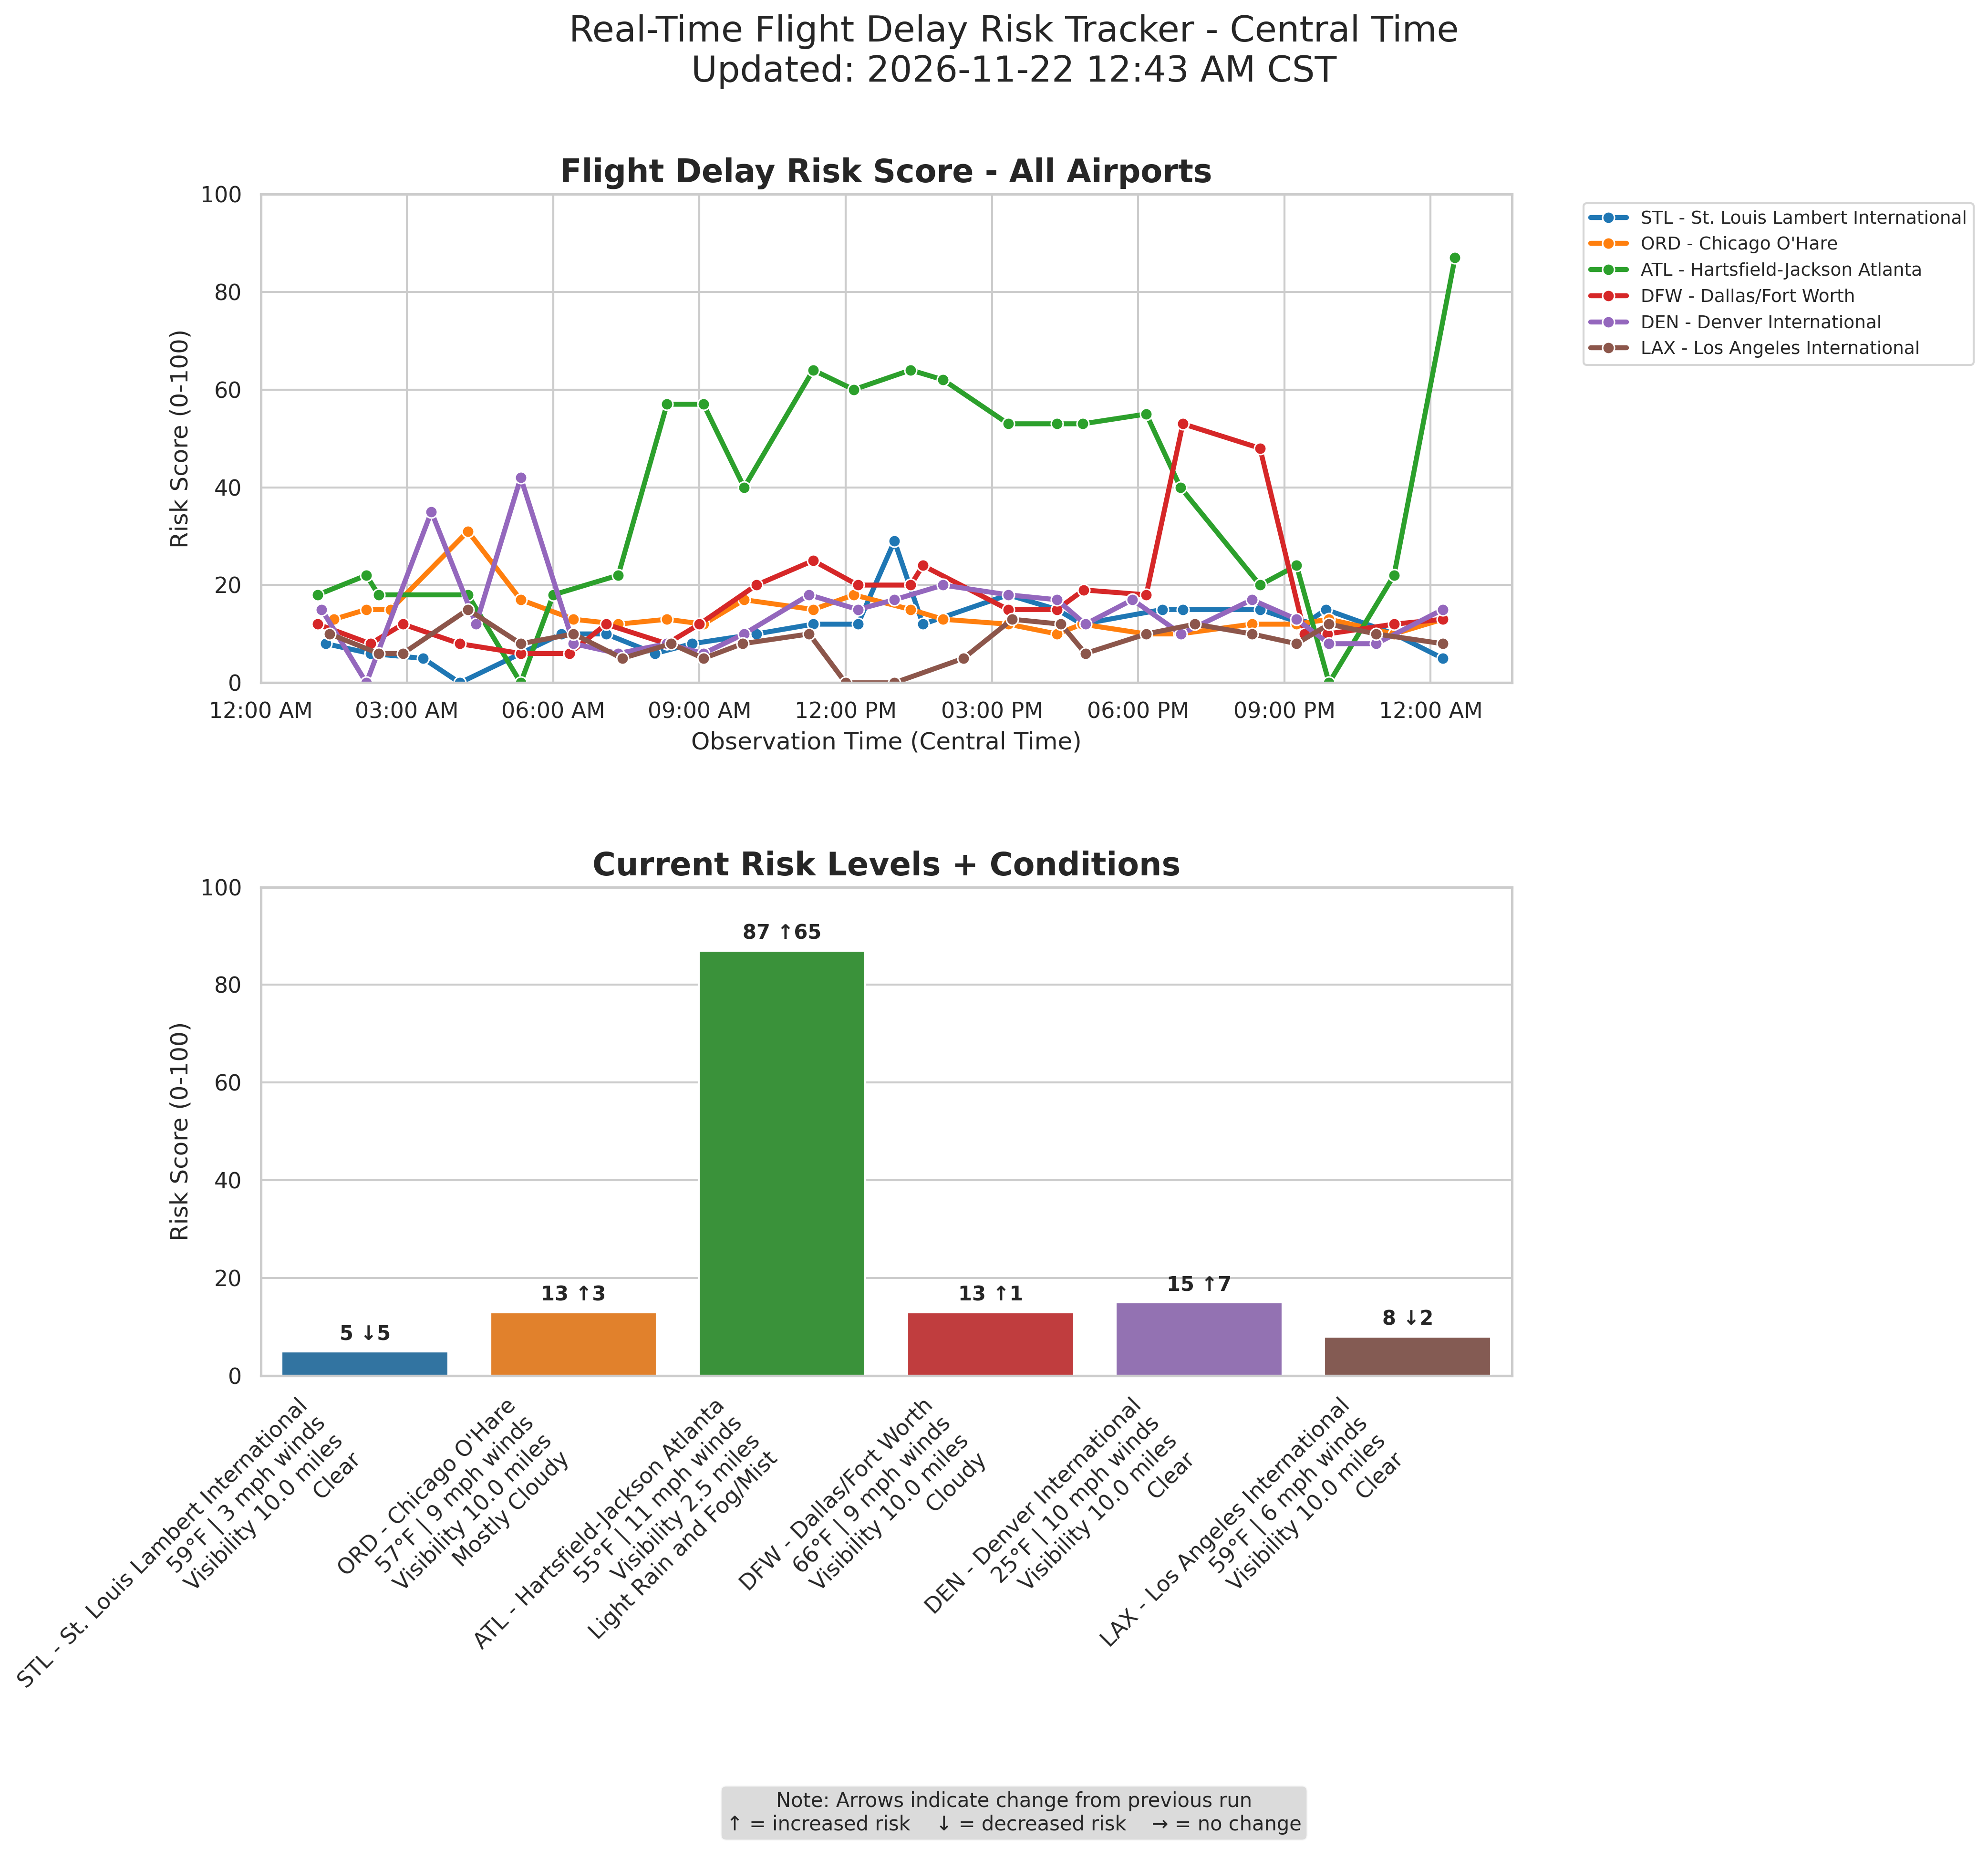 Real-Time Flight Delay Risk Tracker - Central Time
Updated: 2026-11-22 12:43 AM CST
Flight Delay Risk Score - All Airports
100
80
60
40
20
0
Risk Score (0-100)
12:00 AM
03:00 AM
06:00 AM
09:00 AM
12:00 PM
03:00 PM
06:00 PM
09:00 PM
12:00 AM
Observation Time (Central Time)
STL - St. Louis Lambert International
ORD - Chicago O'Hare
ATL - Hartsfield-Jackson Atlanta
DFW - Dallas/Fort Worth
DEN - Denver International
LAX - Los Angeles International
Current Risk Levels + Conditions
100
80
60
40
20
0
Risk Score (0-100)
5 ↓5
13 ↑3
87 ↑65
13 ↑1
15 ↑7
8 ↓2
STL - St. Louis Lambert International
59°F | 3 mph winds
Visibility 10.0 miles
Clear
ORD - Chicago O'Hare
57°F | 9 mph winds
Visibility 10.0 miles
Mostly Cloudy
ATL - Hartsfield-Jackson Atlanta
55°F | 11 mph winds
Visibility 2.5 miles
Light Rain and Fog/Mist
DFW - Dallas/Fort Worth
66°F | 9 mph winds
Visibility 10.0 miles
Cloudy
DEN - Denver International
25°F | 10 mph winds
Visibility 10.0 miles
Clear
LAX - Los Angeles International
59°F | 6 mph winds
Visibility 10.0 miles
Clear
Note: Arrows indicate change from previous run
↑ = increased risk ↓ = decreased risk → = no change